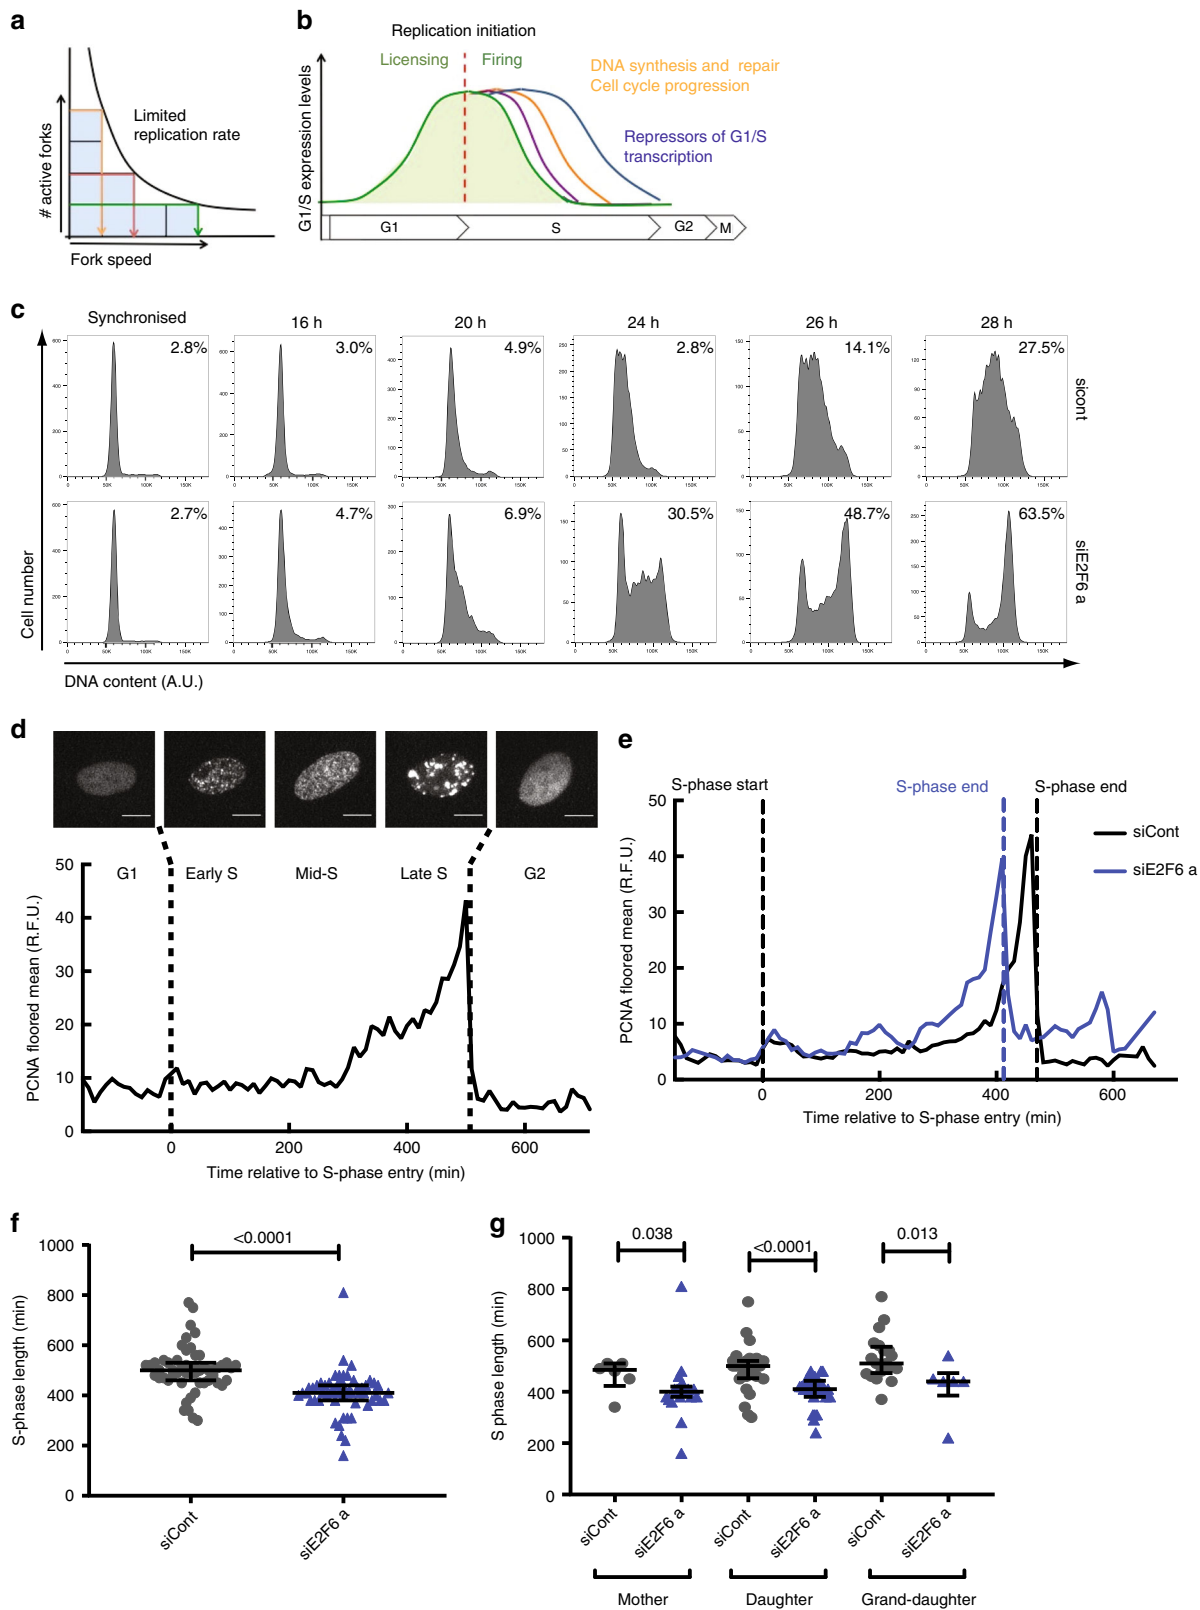 a
# active forks
Limited
replication rate
Fork speed
b
Replication initiation
Licensing Firing
G1/S expression levels
DNA synthesis and repair
Cell cycle progression
Repressors of G1/S
transcription
G1 S G2 M
c
Synchronised 16 h 20 h 24 h 26 h 28 h
2.8% 3.0% 4.9% 2.8% 14.1% 27.5%
sicont
2.7% 4.7% 6.9% 30.5% 48.7% 63.5%
siE2F6 a
Cell number
DNA content (A.U.)
d
G1 Early S Mid-S Late S G2
PCNA floored mean (R.F.U.)
50
40
30
20
10
0
0 200 400 600
Time relative to S-phase entry (min)
e
S-phase start S-phase end S-phase end
siCont
siE2F6 a
PCNA floored mean (R.F.U.)
50
40
30
20
10
0
0 200 400 600
Time relative to S-phase entry (min)
f
<0.0001
S-phase length (min)
1000
800
600
400
200
0
siCont siE2F6 a
g
0.038 <0.0001 0.013
S phase length (min)
1000
800
600
400
200
0
siCont siE2F6 a siCont siE2F6 a siCont siE2F6 a
Mother Daughter Grand-daughter